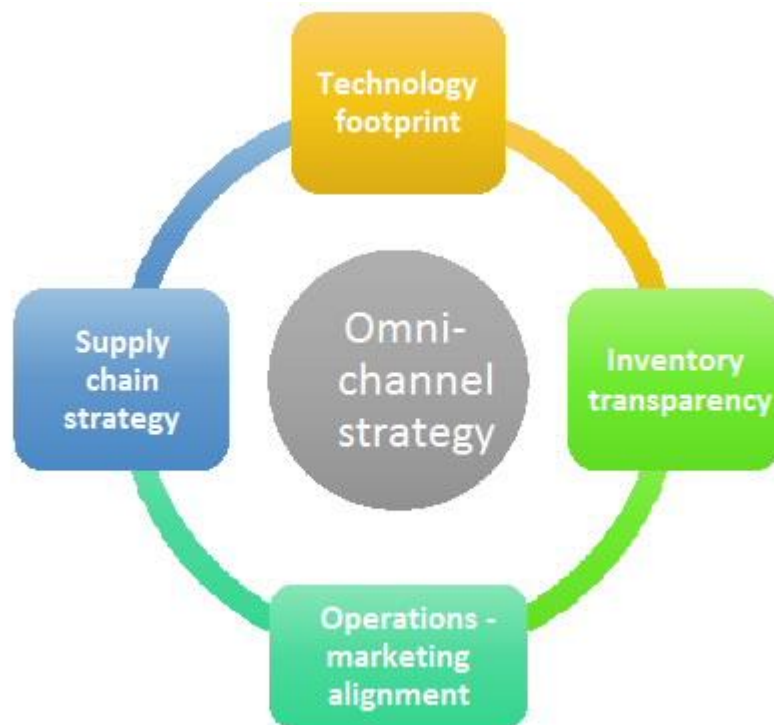 Technology
footprint
Supply
chain
strategy
Omni-
channel
strategy
Inventory
transparency
Operations -
marketing
alignment